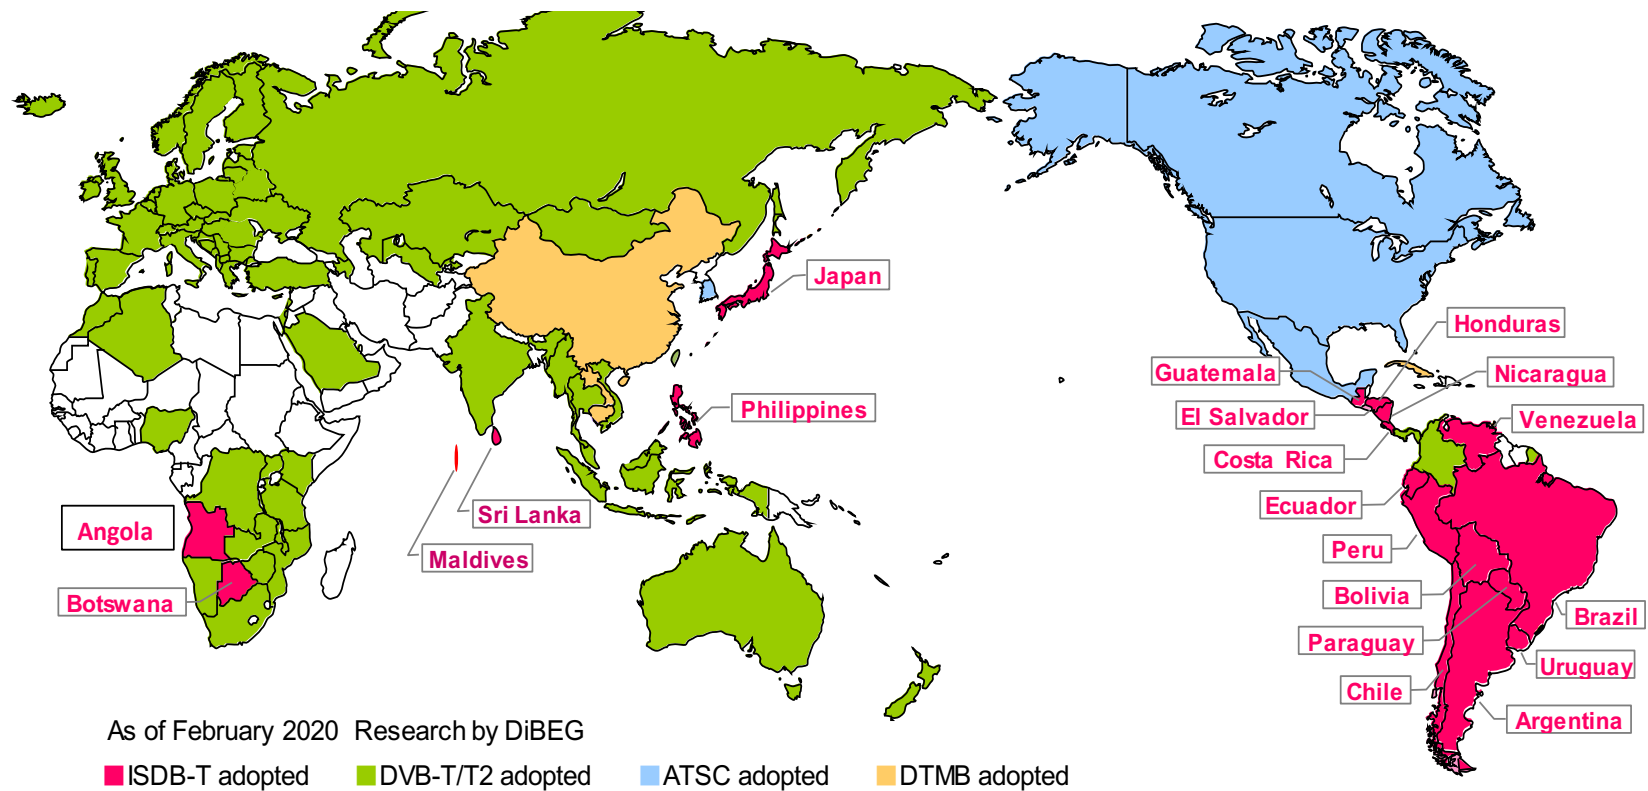 Japan
Honduras
Guatemala
Nicaragua
Philippines
El Salvador
Venezuela
Costa Rica
Ecuador
Sri Lanka
Angola
Peru
Maldives
Bolivia
Botswana
Brazil
Paraguay
Uruguay
Chile
Argentina
As of February 2020 Research by DiBEG
ISDB-T adopted
DVB-T/T2 adopted
ATSC adopted
DTMB adopted